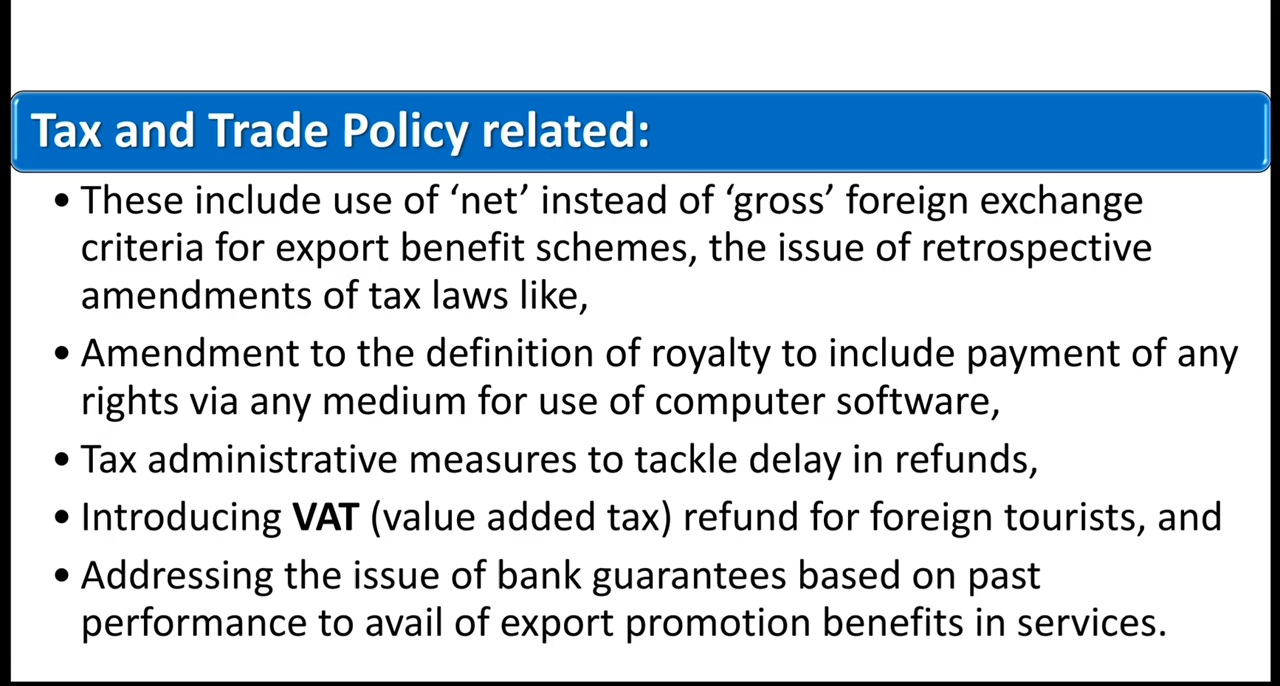 Tax and Trade Policy related:
• These include use of ‘net’ instead of ‘gross’ foreign exchange
criteria for export benefit schemes, the issue of retrospective
amendments of tax laws like,
• Amendment to the definition of royalty to include payment of any
rights via any medium for use of computer software,
• Tax administrative measures to tackle delay in refunds,
• Introducing VAT (value added tax) refund for foreign tourists, and
• Addressing the issue of bank guarantees based on past
performance to avail of export promotion benefits in services.